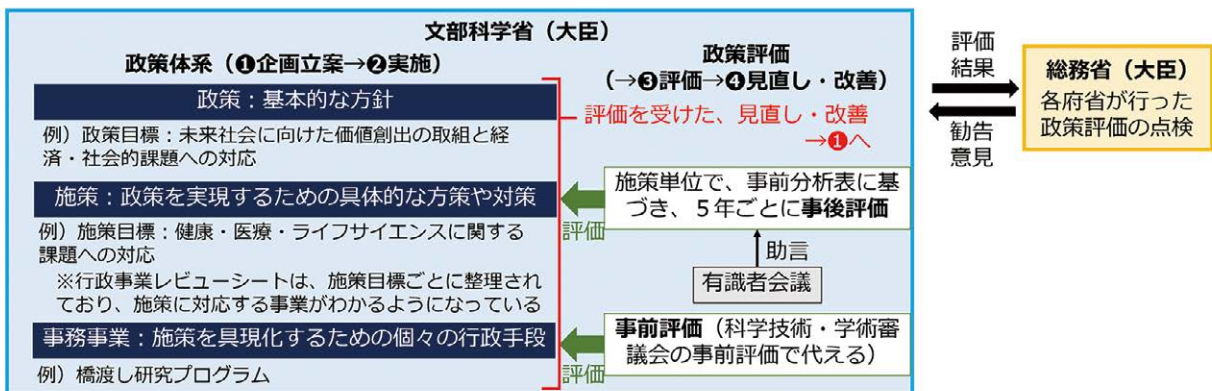 文部科学省（大臣）
政策体系（❶企画立案→❷実施）
政策：基本的な方針
例）政策目標：未来社会に向けた価値創出の取組と経
済・社会的課題への対応
施策：政策を実現するための具体的な方策や対策
例）施策目標：健康・医療・ライフサイエンスに関する
課題への対応
※行政事業レビューシートは、施策目標ごとに整理され
ており、施策に対応する事業がわかるようになっている
事務事業：施策を具現化するための個々の行政手段
例）橋渡し研究プログラム
政策評価
（→❸評価→❹見直し・改善）
評価を受けた、見直し・改善
→❶へ
施策単位で、事前分析表に基
づき、５年ごとに事後評価
評価
助言
有識者会議
事前評価（科学技術・学術審
議会の事前評価で代える）
評価
評価
結果
勧告
意見
総務省（大臣）
各府省が行った
政策評価の点検